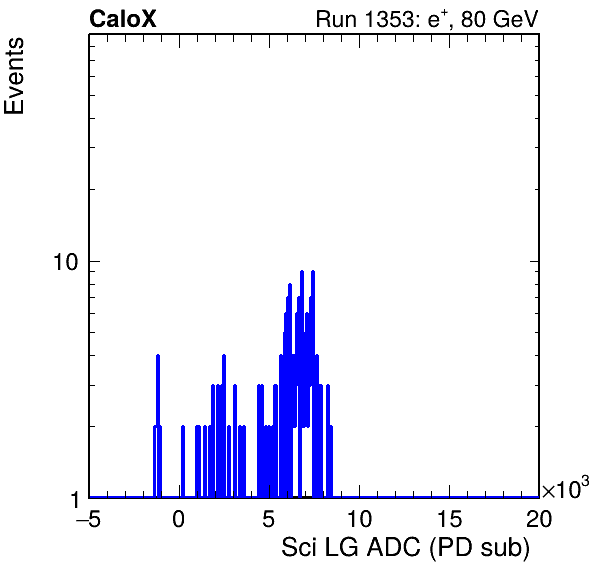 CaloX Run 1353: e⁺, 80 GeV
Events
10
1
−5 0 5 10 15 20
×10³
Sci LG ADC (PD sub)